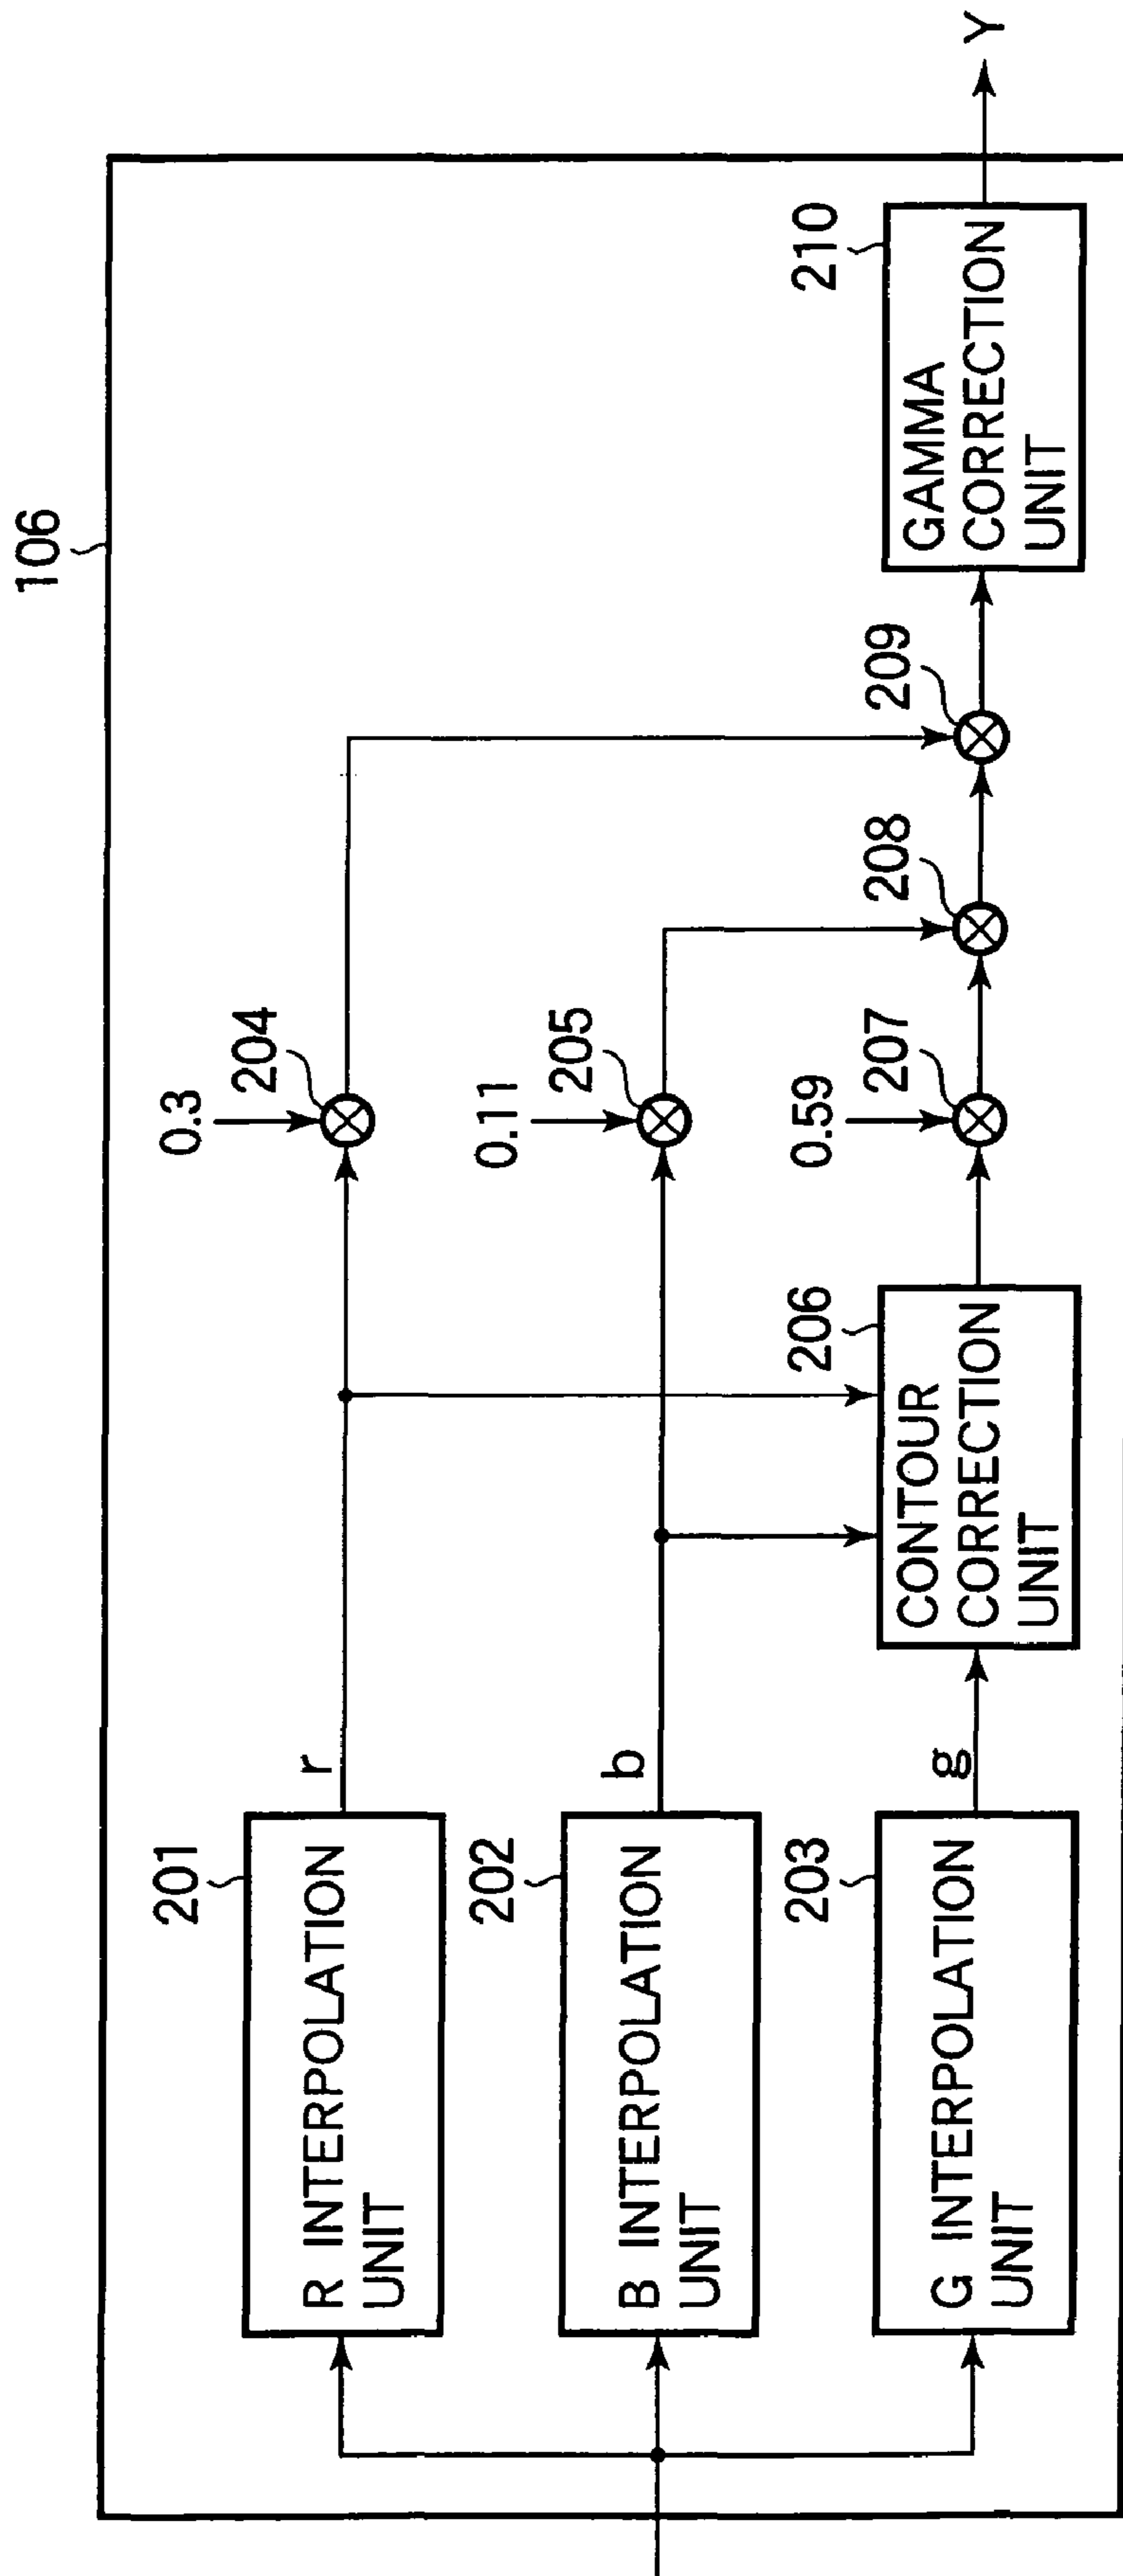 106
201
R INTERPOLATION
UNIT
r
0.3
204
202
B INTERPOLATION
UNIT
b
0.11
205
203
G INTERPOLATION
UNIT
g
206
CONTOUR
CORRECTION
UNIT
0.59
207
208
209
210
GAMMA
CORRECTION
UNIT
Y